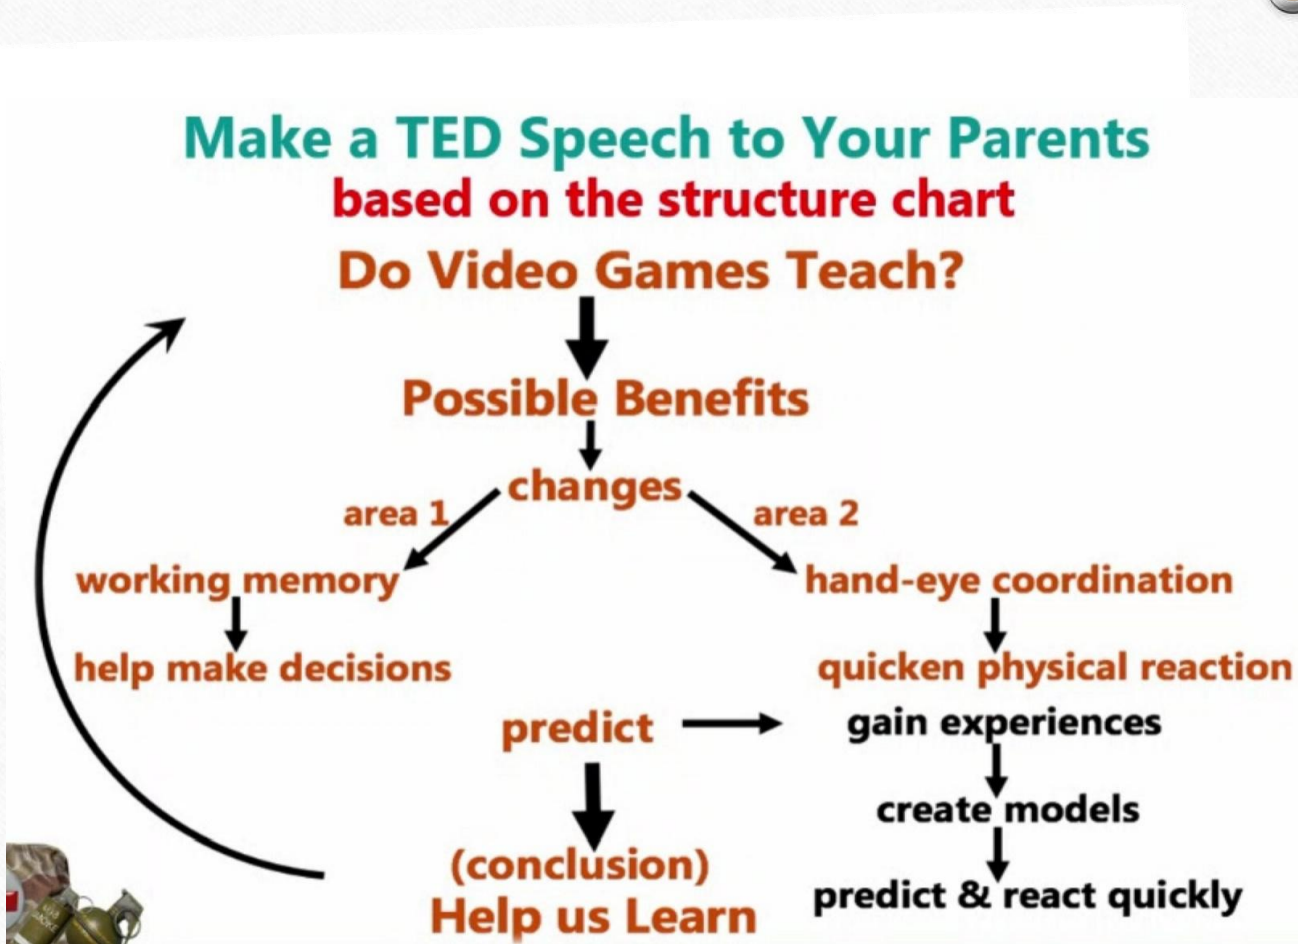 Make a TED Speech to Your Parents
based on the structure chart
Do Video Games Teach?
Possible Benefits
changes
area 1
area 2
working memory
hand-eye coordination
help make decisions
quicken physical reaction
predict
gain experiences
create models
(conclusion)
predict & react quickly
Help us Learn